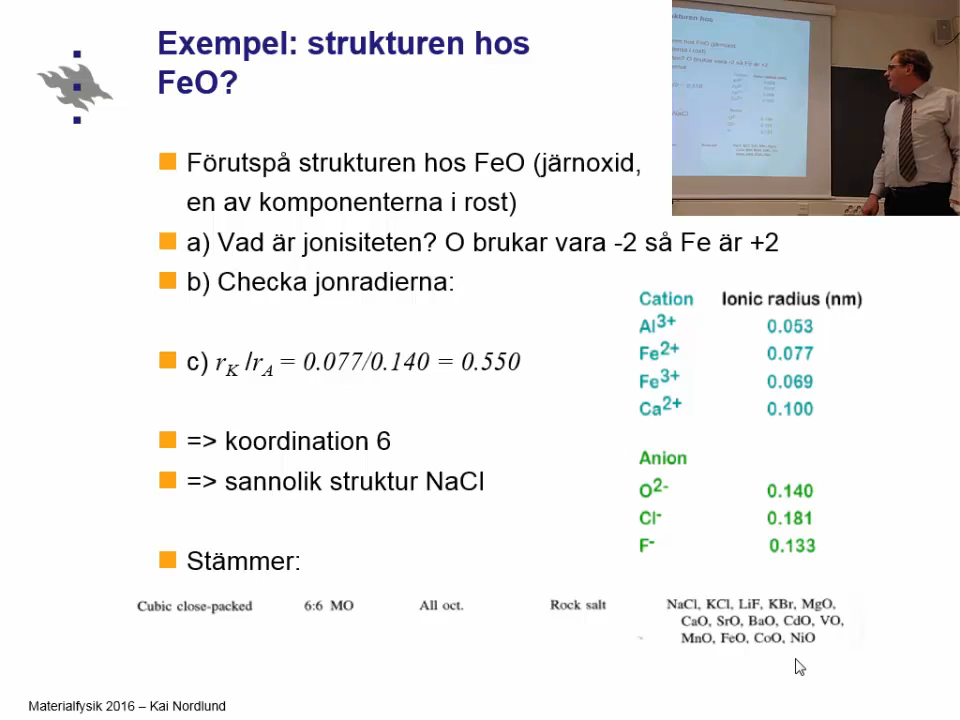 Exempel: strukturen hos
FeO?
Förutspå strukturen hos FeO (järnoxid,
en av komponenterna i rost)
a) Vad är jonisiteten? O brukar vara -2 så Fe är +2
b) Checka jonradierna:
c) rK /rA = 0.077/0.140 = 0.550
=> koordination 6
=> sannolik struktur NaCl
Stämmer:
Cation Ionic radius (nm)
Al3+ 0.053
Fe2+ 0.077
Fe3+ 0.069
Ca2+ 0.100
Anion
O2- 0.140
Cl- 0.181
F- 0.133
Cubic close-packed 6:6 MO All oct. Rock salt NaCl, KCl, LiF, KBr, MgO,
CaO, SrO, BaO, CdO, VO,
MnO, FeO, CoO, NiO
Materialfysik 2016 – Kai Nordlund